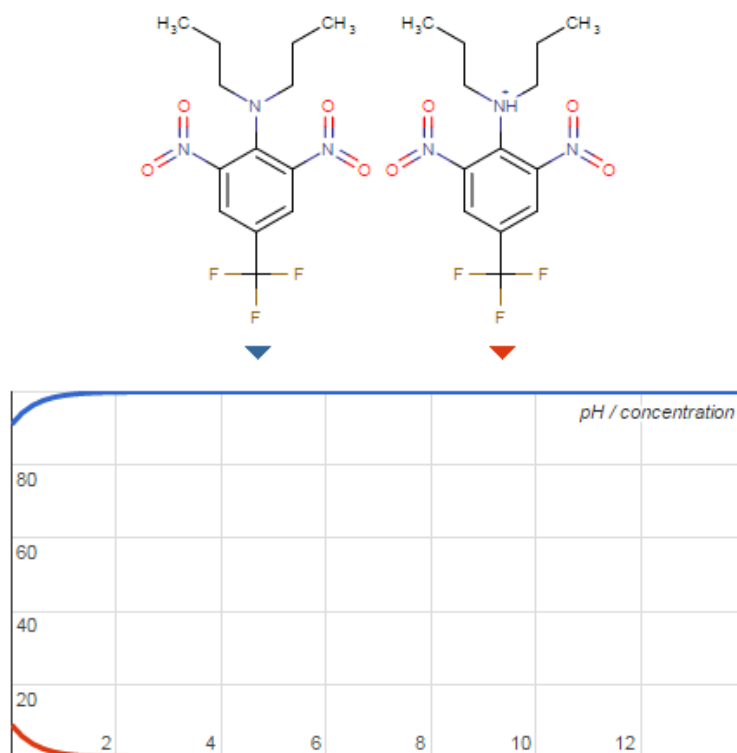 H₃C CH₃ H₃C CH₃
N NH+
O O O O
N N N N
O O O O
F F F F
F F
pH / concentration
80
60
40
20
2 4 6 8 10 12